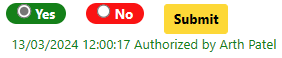 Yes No Submit
13/03/2024 12:00:17 Authorized by Arth Patel